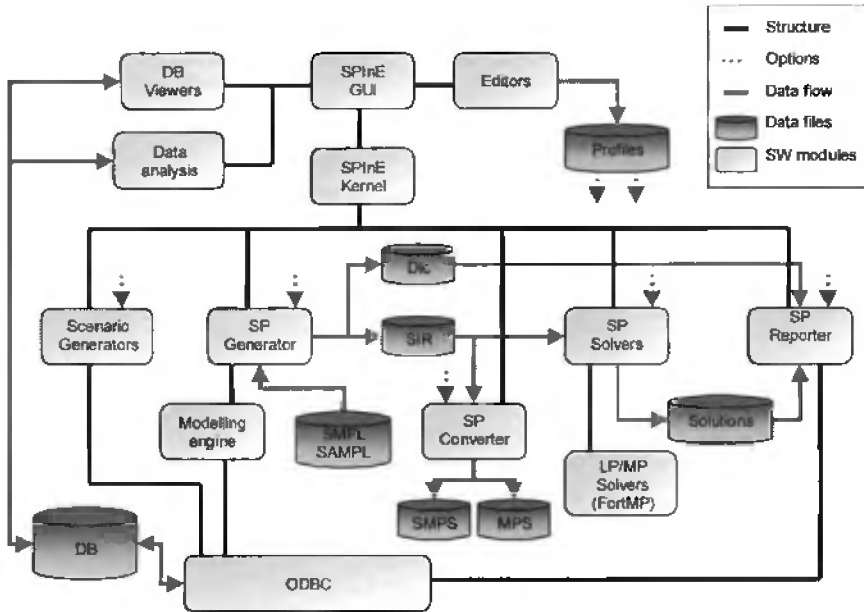 Structure
Options
Data flow
Data files
SW modules
DB
Viewers
SPInE
GUI
Editors
Data
analysis
SPInE
Kernel
Profiles
Dic
Scenario
Generators
SP
Generator
SIR
SP
Solvers
SP
Reporter
Modelling
engine
SMPL
SAMPL
SP
Converter
Solutions
LP/MP
Solvers
(FortMP)
SMPS
MPS
DB
ODBC